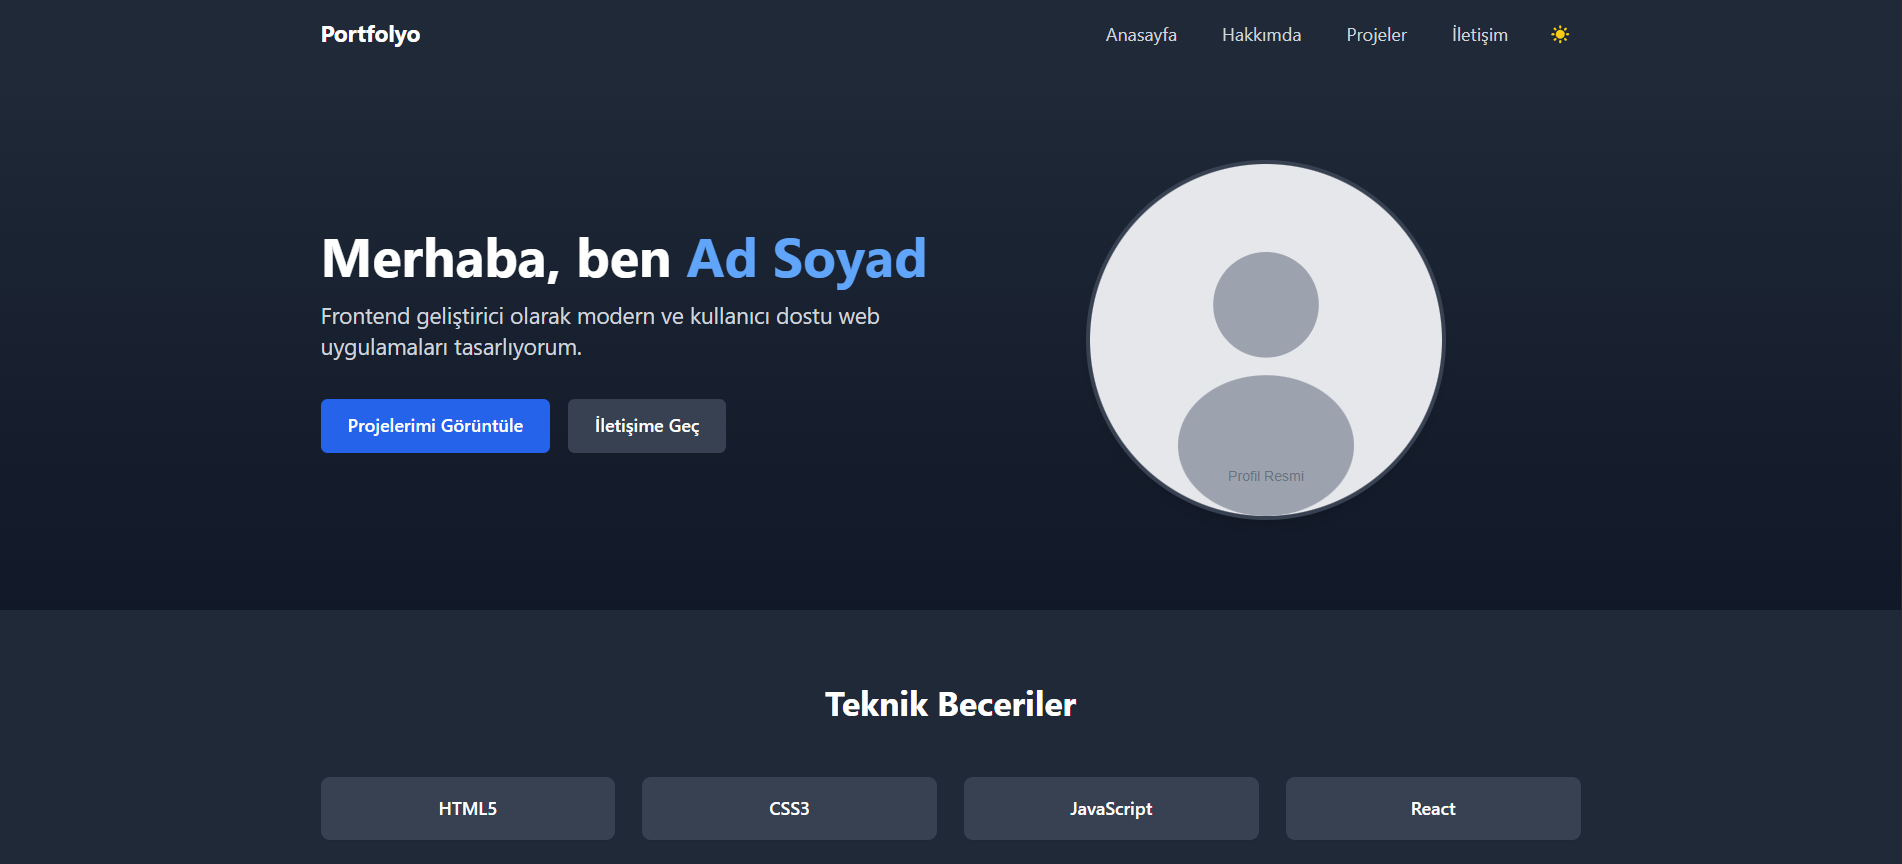 Portfolyo
Anasayfa Hakkımda Projeler İletişim
Merhaba, ben Ad Soyad
Frontend geliştirici olarak modern ve kullanıcı dostu web
uygulamaları tasarlıyorum.
Projelerimi Görüntüle İletişime Geç
Profil Resmi
Teknik Beceriler
HTML5 CSS3 JavaScript React